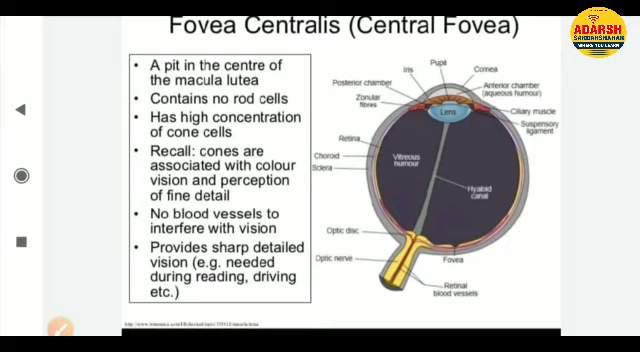 Fovea Centralis (Central Fovea)
ADARSH
WHERE YOU LEARN
• A pit in the centre of
the macula lutea
• Contains no rod cells
• Has high concentration
of cone cells
• Recall: cones are
associated with colour
vision and perception
of fine detail
• No blood vessels to
interfere with vision
• Provides sharp detailed
vision (e.g. needed
during reading, driving
etc.)
Pupil
Iris
Cornea
Posterior chamber
Anterior chamber
(aqueous humour)
Zonular
fibres
Lens
Ciliary muscle
Suspensory
ligament
Retina
Choroid
Sclera
Vitreous
humour
Hyaloid
canal
Optic disc
Optic nerve
Fovea
Retinal
blood vessels